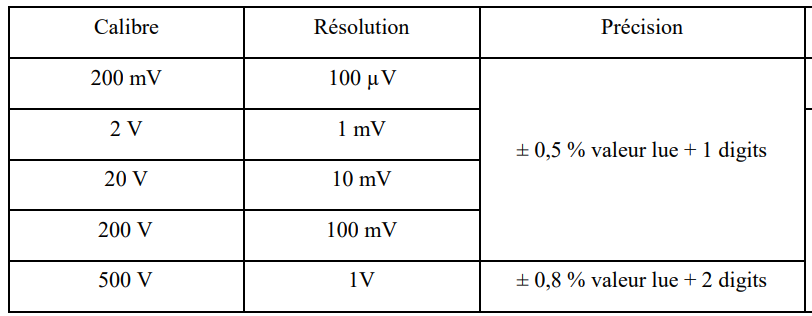 Calibre Résolution Précision
200 mV 100 µV
2 V 1 mV
± 0,5 % valeur lue + 1 digits
20 V 10 mV
200 V 100 mV
500 V 1V ± 0,8 % valeur lue + 2 digits